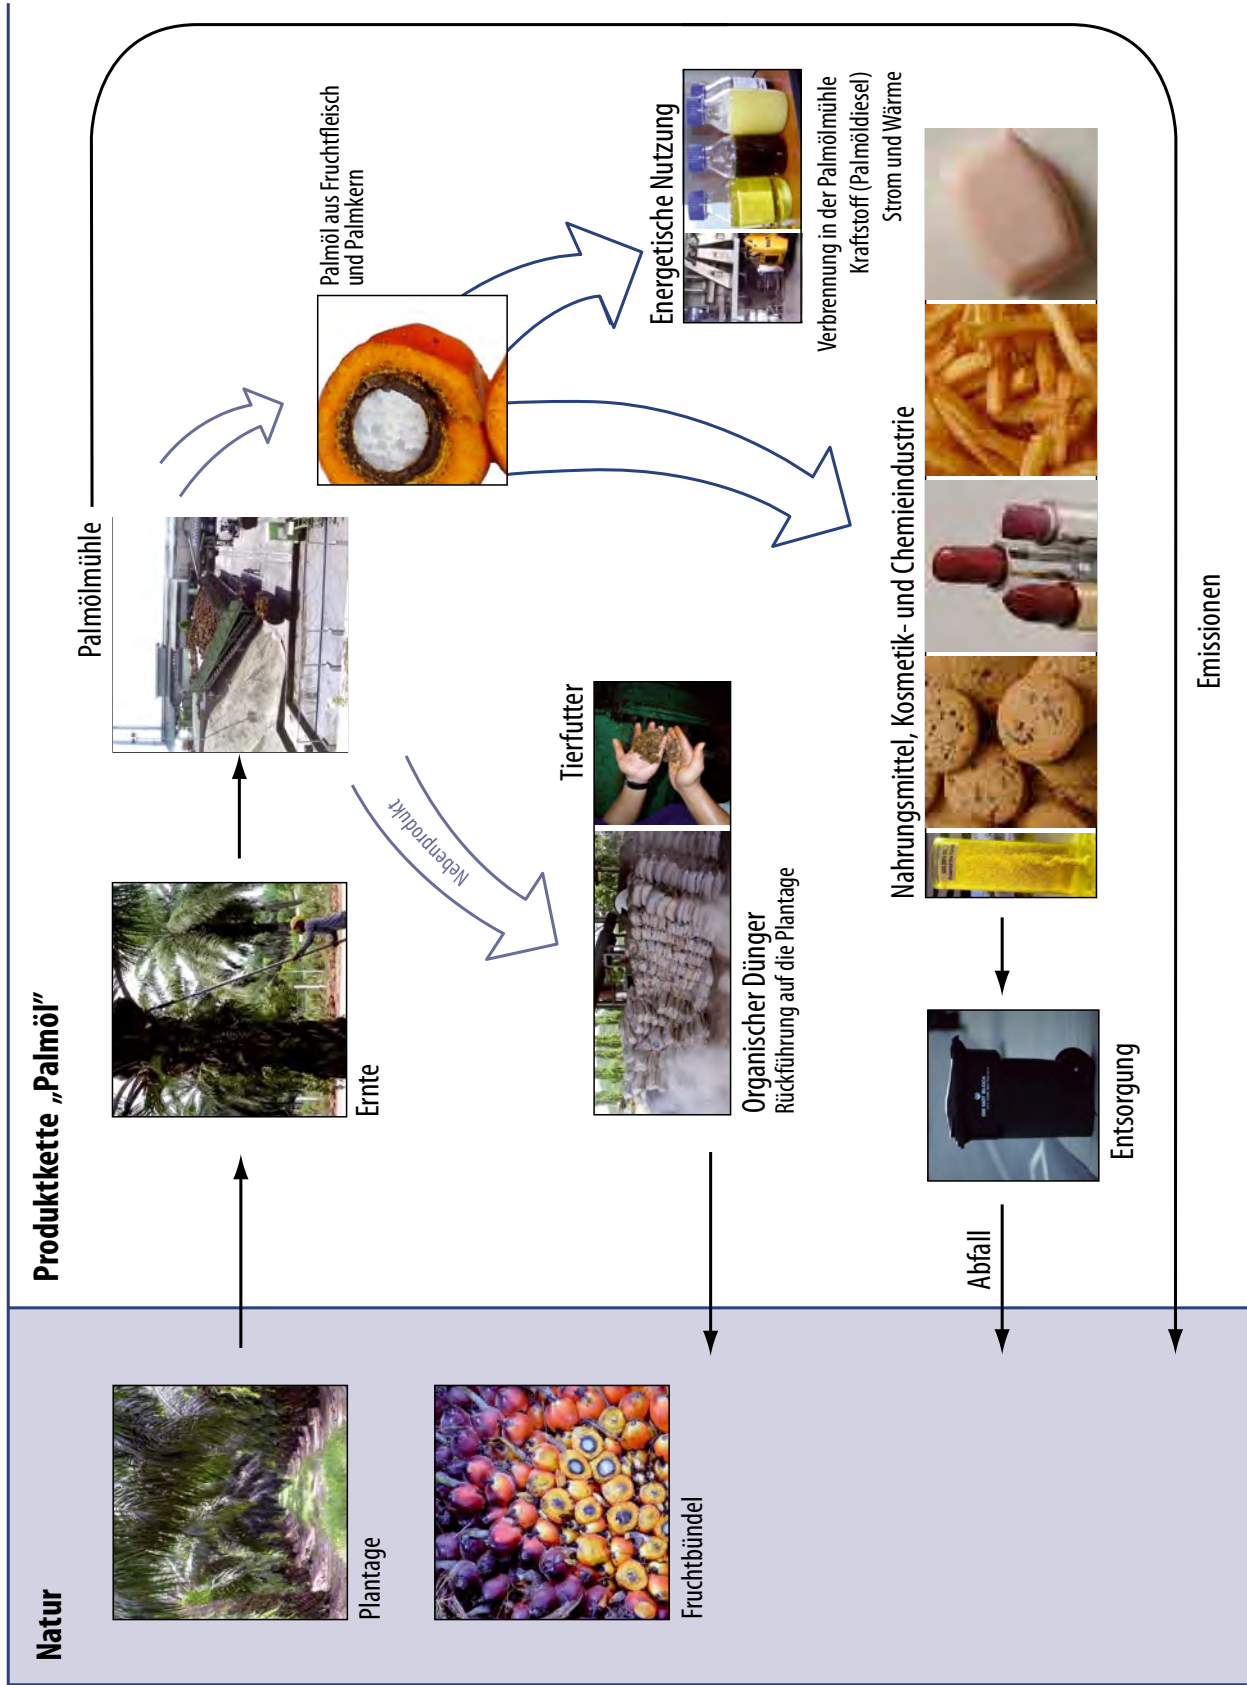 Natur
Produktkette „Palmöl“
Plantage
Fruchtbündel
Ernte
Palmölmühle
Palmöl aus Fruchtfleisch
und Palmkern
Nebenprodukt
Tierfutter
Organischer Dünger
Rückführung auf die Plantage
Energetische Nutzung
Verbrennung in der Palmölmühle
Kraftstoff (Palmöldiesel)
Strom und Wärme
Nahrungsmittel, Kosmetik- und Chemieindustrie
Entsorgung
Abfall
Emissionen